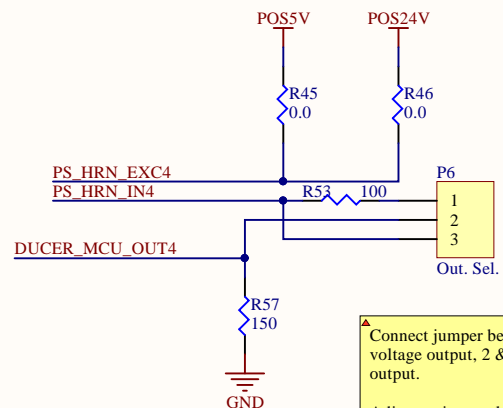 POS5V POS24V
R45 R46
0.0 0.0
PS_HRN_EXC4 P6
PS_HRN_IN4 R53 100 1
2
3
DUCER_MCU_OUT4 Out. Sel.
R57
150
Connect jumper be
voltage output, 2 &
output.
GND